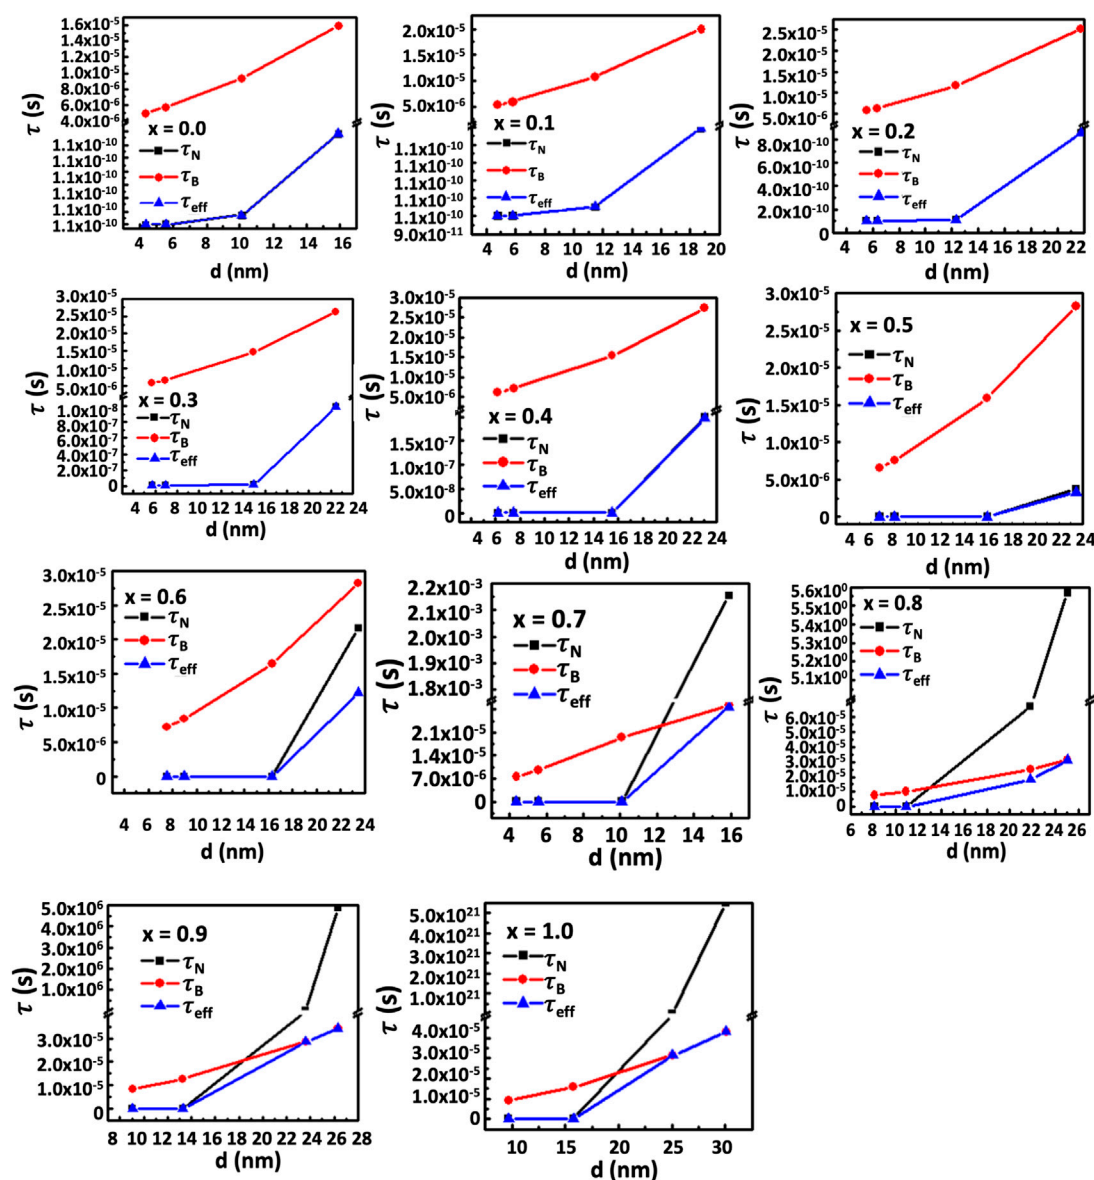 1.6x10⁻⁵
1.4x10⁻⁵
1.2x10⁻⁵
1.0x10⁻⁵
8.0x10⁻⁶
6.0x10⁻⁶
4.0x10⁻⁶
1.1x10⁻¹⁰
1.1x10⁻¹⁰
1.1x10⁻¹⁰
1.1x10⁻¹⁰
1.1x10⁻¹⁰
τ (s)
x = 0.0
τN
τB
τeff
4 6 8 10 12 14 16
d (nm)
2.0x10⁻⁵
1.5x10⁻⁵
1.0x10⁻⁵
5.0x10⁻⁶
1.1x10⁻¹⁰
1.1x10⁻¹⁰
1.1x10⁻¹⁰
1.1x10⁻¹⁰
9.0x10⁻¹¹
τ (s)
x = 0.1
τN
τB
τeff
4 6 8 10 12 14 16 18 20
d (nm)
2.5x10⁻⁵
1.5x10⁻⁵
1.0x10⁻⁵
5.0x10⁻⁶
8.0x10⁻¹⁰
6.0x10⁻¹⁰
4.0x10⁻¹⁰
2.0x10⁻¹⁰
0
τ (s)
x = 0.2
τN
τB
τeff
4 6 8 10 12 14 16 18 20 22
d (nm)
3.0x10⁻⁵
2.5x10⁻⁵
1.5x10⁻⁵
1.0x10⁻⁵
5.0x10⁻⁶
1.0x10⁻⁸
8.0x10⁻⁷
6.0x10⁻⁷
4.0x10⁻⁷
2.0x10⁻⁷
0
τ (s)
x = 0.3
τN
τB
τeff
4 6 8 10 12 14 16 18 20 22 24
d (nm)
3.0x10⁻⁵
2.5x10⁻⁵
1.5x10⁻⁵
1.0x10⁻⁵
5.0x10⁻⁶
1.5x10⁻⁷
1.0x10⁻⁷
5.0x10⁻⁸
0
τ (s)
x = 0.4
τN
τB
τeff
4 6 8 10 12 14 16 18 20 22 24
d (nm)
3.0x10⁻⁵
2.5x10⁻⁵
1.5x10⁻⁵
1.0x10⁻⁵
5.0x10⁻⁶
0
τ (s)
x = 0.5
τN
τB
τeff
4 6 8 10 12 14 16 18 20 22 24
d (nm)
3.0x10⁻⁵
2.5x10⁻⁵
2.0x10⁻⁵
1.5x10⁻⁵
1.0x10⁻⁵
5.0x10⁻⁶
0
τ (s)
x = 0.6
τN
τB
τeff
4 6 8 10 12 14 16 18 20 22 24
d (nm)
2.2x10⁻³
2.1x10⁻³
2.0x10⁻³
1.9x10⁻³
1.8x10⁻³
2.1x10⁻⁵
1.4x10⁻⁵
7.0x10⁻⁶
0
τ (s)
x = 0.7
τN
τB
τeff
4 6 8 10 12 14 16
d (nm)
5.6x10⁰
5.5x10⁰
5.4x10⁰
5.3x10⁰
5.2x10⁰
5.1x10⁰
6.0x10⁻⁵
5.0x10⁻⁵
4.0x10⁻⁵
3.0x10⁻⁵
2.0x10⁻⁵
1.0x10⁻⁵
0
τ (s)
x = 0.8
τN
τB
τeff
6 8 10 12 14 16 18 20 22 24 26
d (nm)
5.0x10⁶
5.0x10⁶
5.0x10⁶
5.0x10⁶
5.0x10⁶
3.0x10⁻⁵
2.0x10⁻⁵
1.0x10⁻⁵
0
τ (s)
x = 0.9
τN
τB
τeff
8 10 12 14 16 18 20 22 24 26 28
d (nm)
5.0x10²¹
4.0x10²¹
3.0x10²¹
2.0x10²¹
1.0x10²¹
4.0x10⁻⁵
3.0x10⁻⁵
2.0x10⁻⁵
1.0x10⁻⁵
0
τ (s)
x = 1.0
τN
τB
τeff
10 15 20 25 30
d (nm)